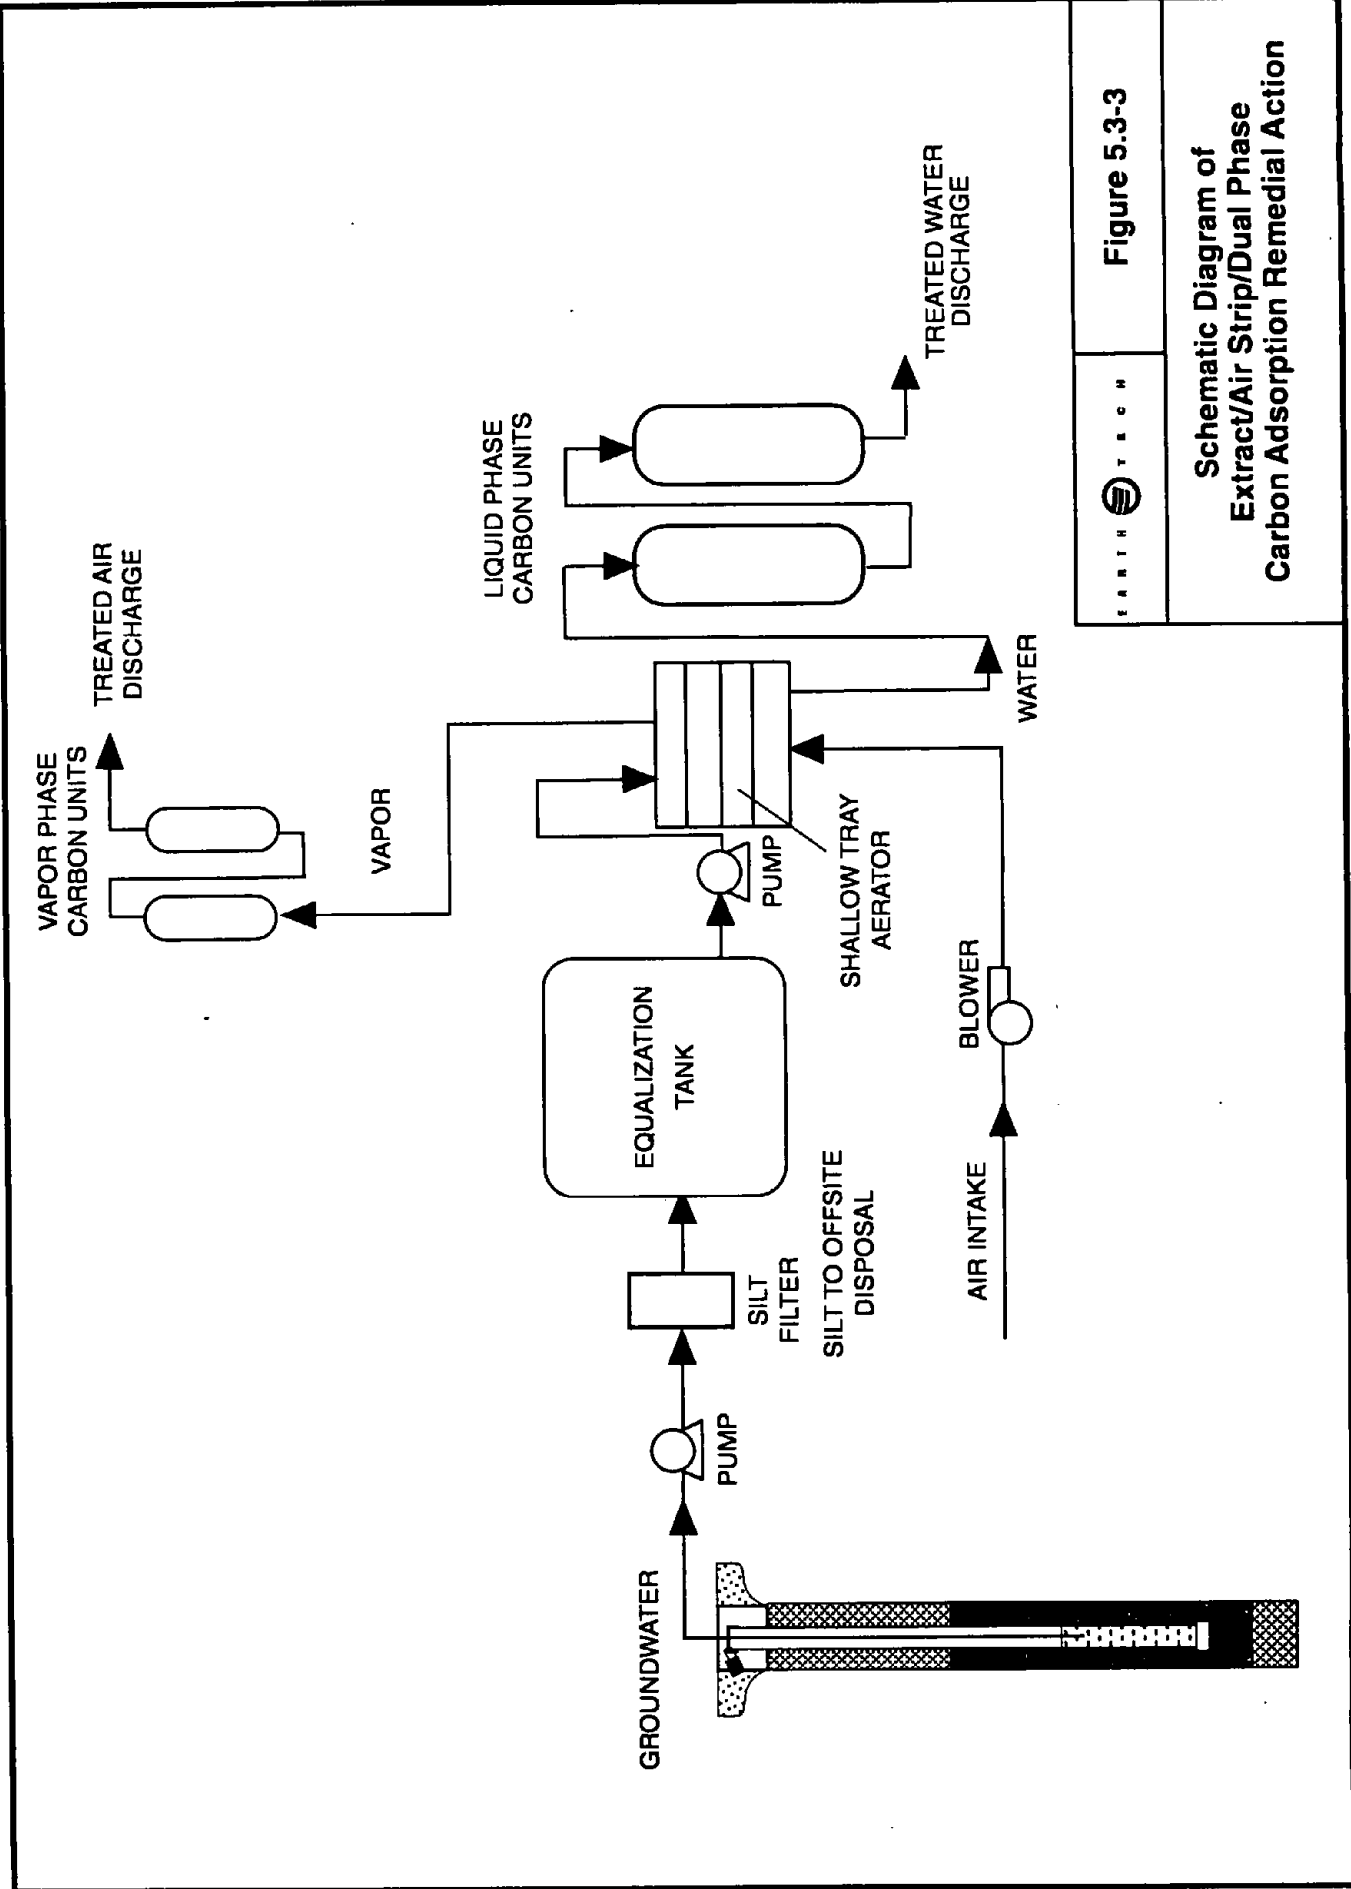 VAPOR PHASE
CARBON UNITS
TREATED AIR
DISCHARGE
VAPOR
LIQUID PHASE
CARBON UNITS
TREATED WATER
DISCHARGE
GROUNDWATER
PUMP
SILT
FILTER
SILT TO OFFSITE
DISPOSAL
EQUALIZATION
TANK
PUMP
SHALLOW TRAY
AERATOR
WATER
AIR INTAKE
BLOWER
EARTH TECH
Figure 5.3-3
Schematic Diagram of
Extract/Air Strip/Dual Phase
Carbon Adsorption Remedial Action